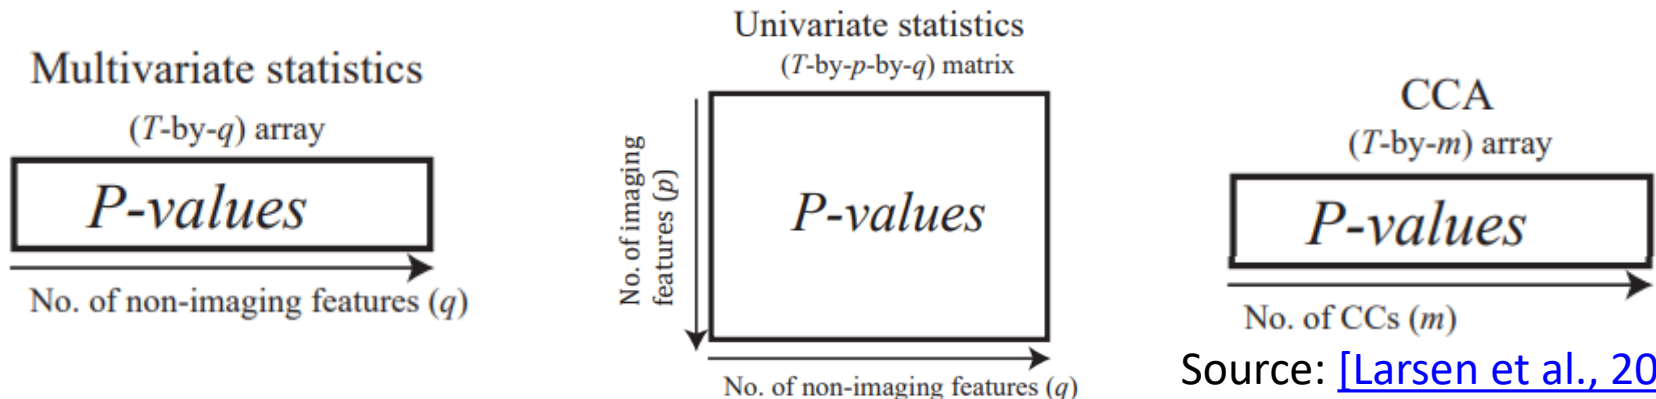 Multivariate statistics
(T-by-q) array
P-values
No. of non-imaging features (q)
Univariate statistics
(T-by-p-by-q) matrix
No. of imaging
features (p)
P-values
No. of non-imaging features (q)
CCA
(T-by-m) array
P-values
No. of CCs (m)
Source: [Larsen et al., 20